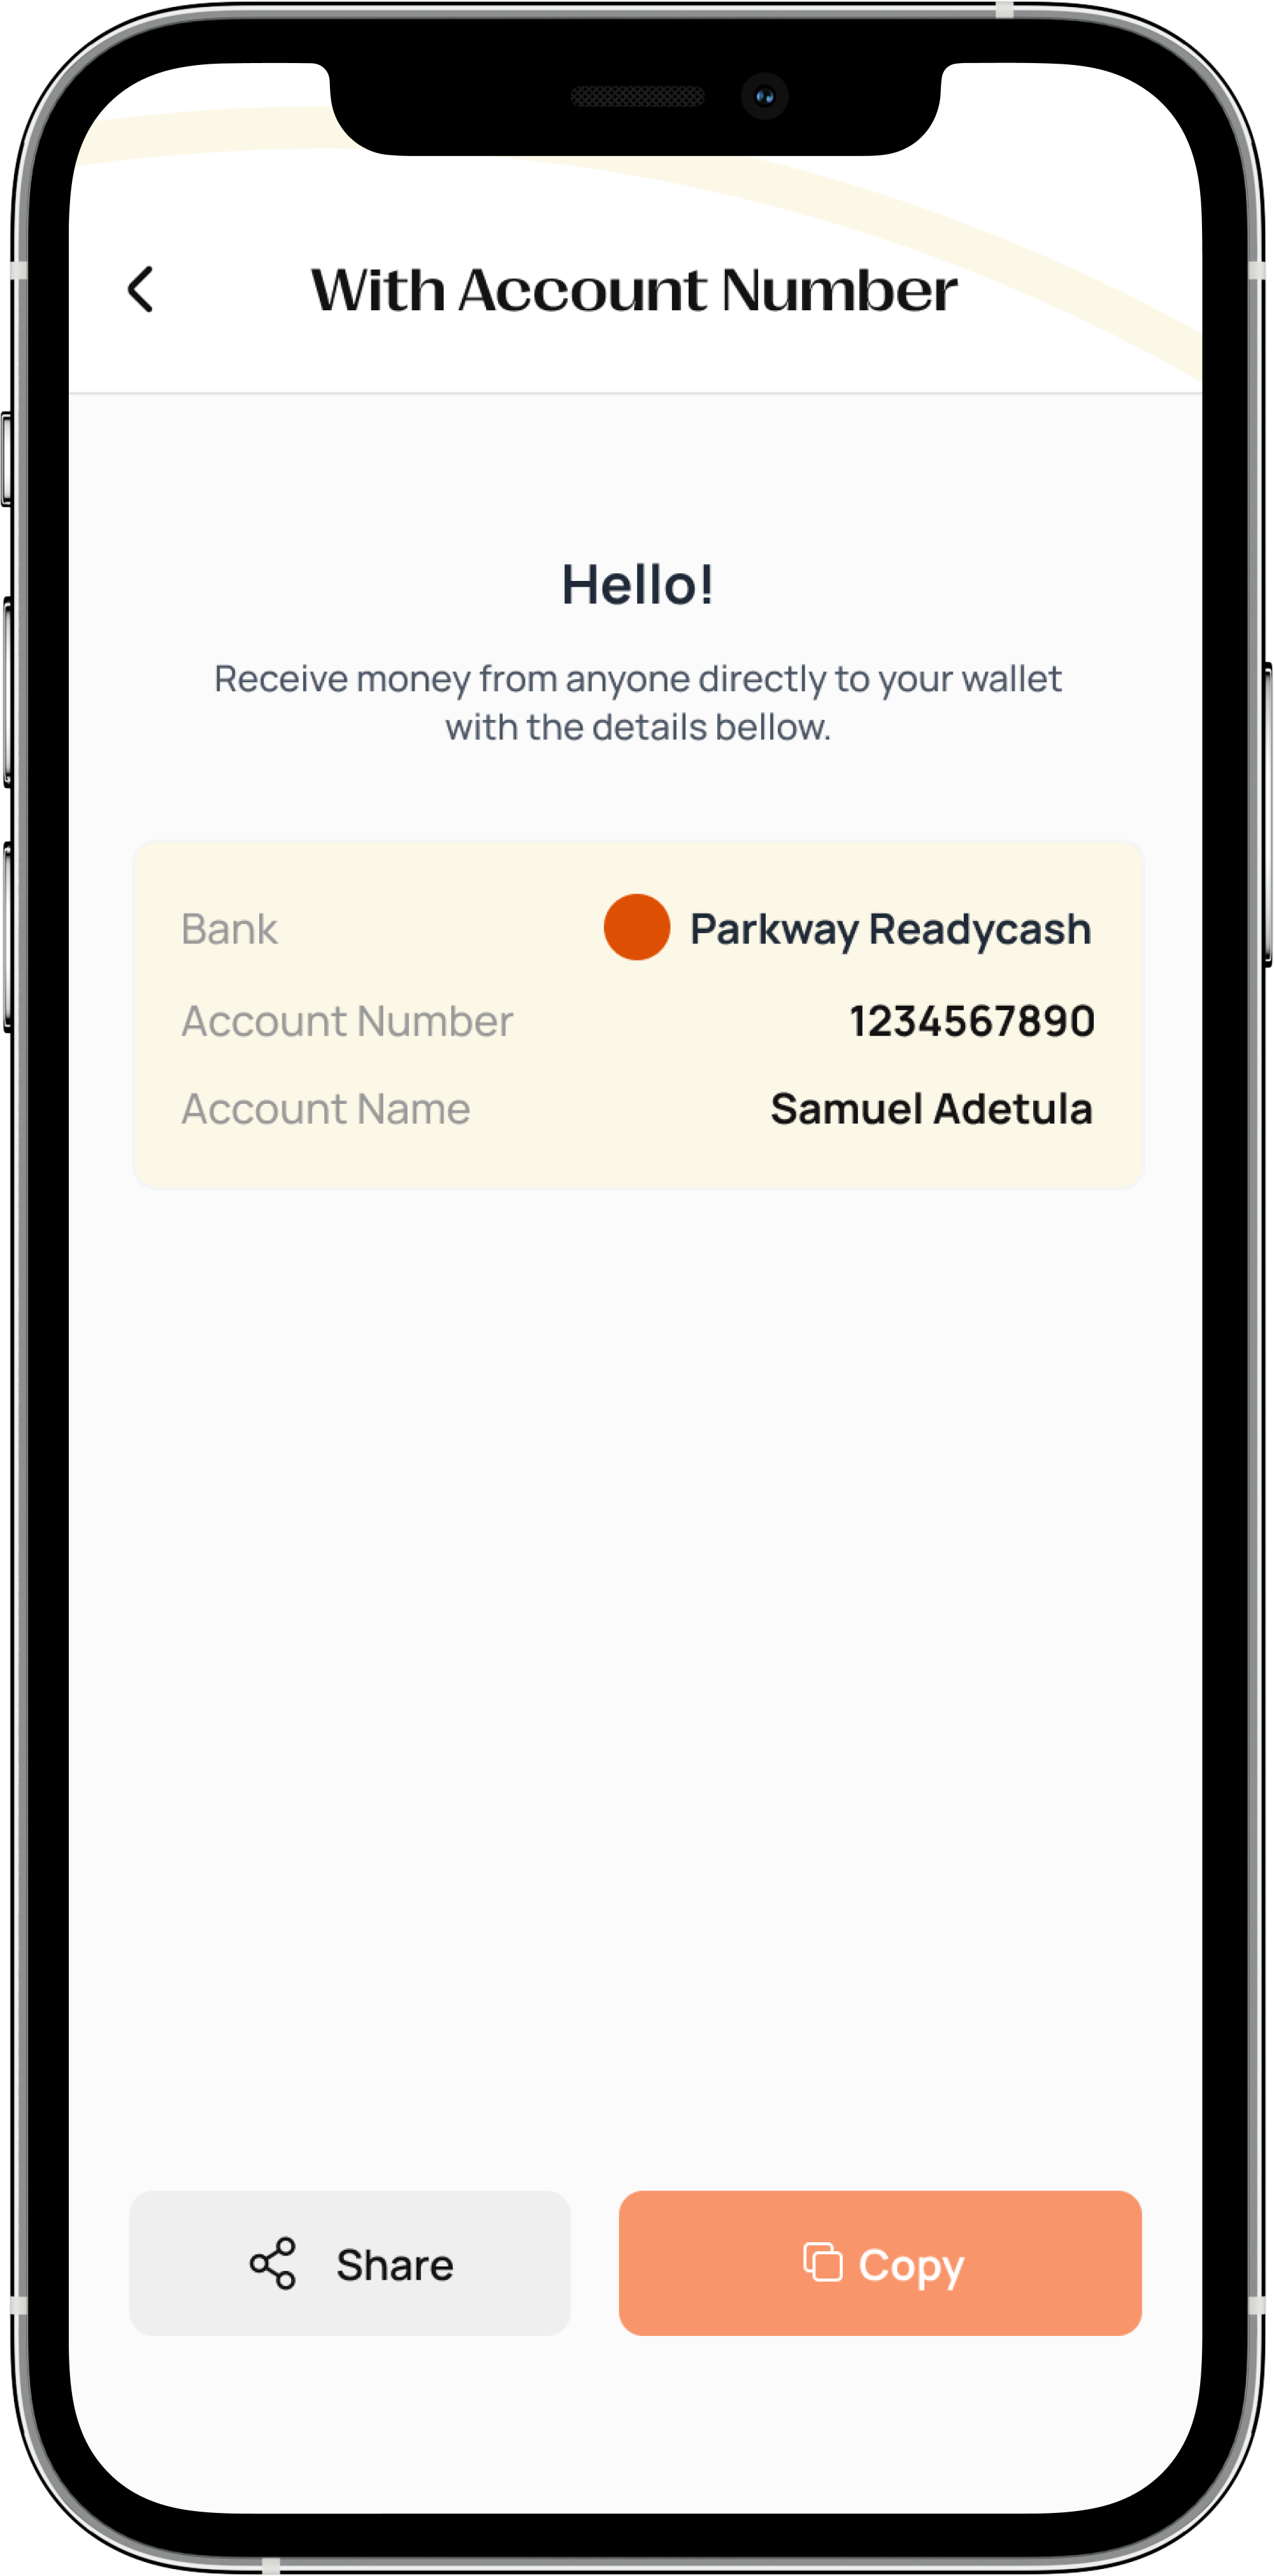 With Account Number
Hello!
Receive money from anyone directly to your wallet
with the details bellow.
Bank Parkway Readycash
Account Number 1234567890
Account Name Samuel Adetula
Share Copy